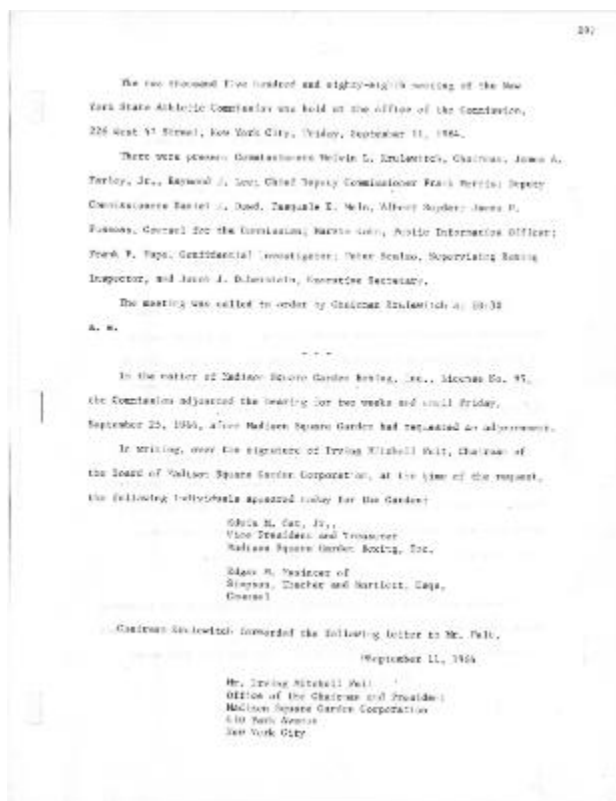 The two thousand five hundred and eighty-eighth meeting of the New
York State Athletic Commission was held at the office of the Commission,
226 West 47 Street, New York City, Friday, September 11, 1964.
There were present Commissioners Melvin L. Krulewitch, Chairman, James A.
Farley, Jr., Raymond J. Lee; Chief Deputy Commissioner Frank Morris; Deputy
Commissioners Daniel J. Dowd, Pasquale Albert James
Counsel for the Commission; Public Information Officer;
Frank Confidential Investigator; Peter Supervising Boxing
Inspector, and J. Executive Secretary.
The meeting was called to order by Chairman Krulewitch at 10:30
A. M.
- - -
In the matter of Madison Square Garden Boxing, Inc., License No.
the Commission adjourned the hearing for two weeks and until Friday,
September 25, 1964, after Madison Square Garden had requested an adjournment.
In writing, over the signature of Irving Mitchell Felt, Chairman of
the Board of Madison Square Garden Corporation, at the time of the request,
the following individuals appeared today for the Garden:
Jr.,
Vice President and Treasurer
Madison Square Garden Boxing, Inc.
Edgar M. of
Simpson, Thacher and Bartlett, Esqs,
Counsel
Chairman Krulewitch forwarded the following letter to Mr. Felt.
"September 11, 1964
Mr. Irving Mitchell Felt
Office of the Chairman and President
Madison Square Garden Corporation
Park Avenue
New York City